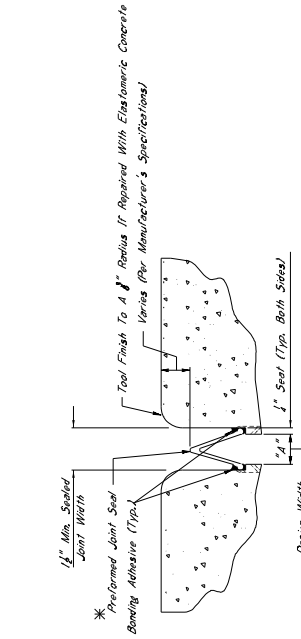 Tool Finish To A ⅛" Radius If Repaired With Elastomeric Concrete
Varies (Per Manufacturer's Specifications)
1½" Min. Sealed
Joint Width
* Preformed Joint Seal
Bonding Adhesive (Typ.)
¼" Seat (Typ. Both Sides)
"A"